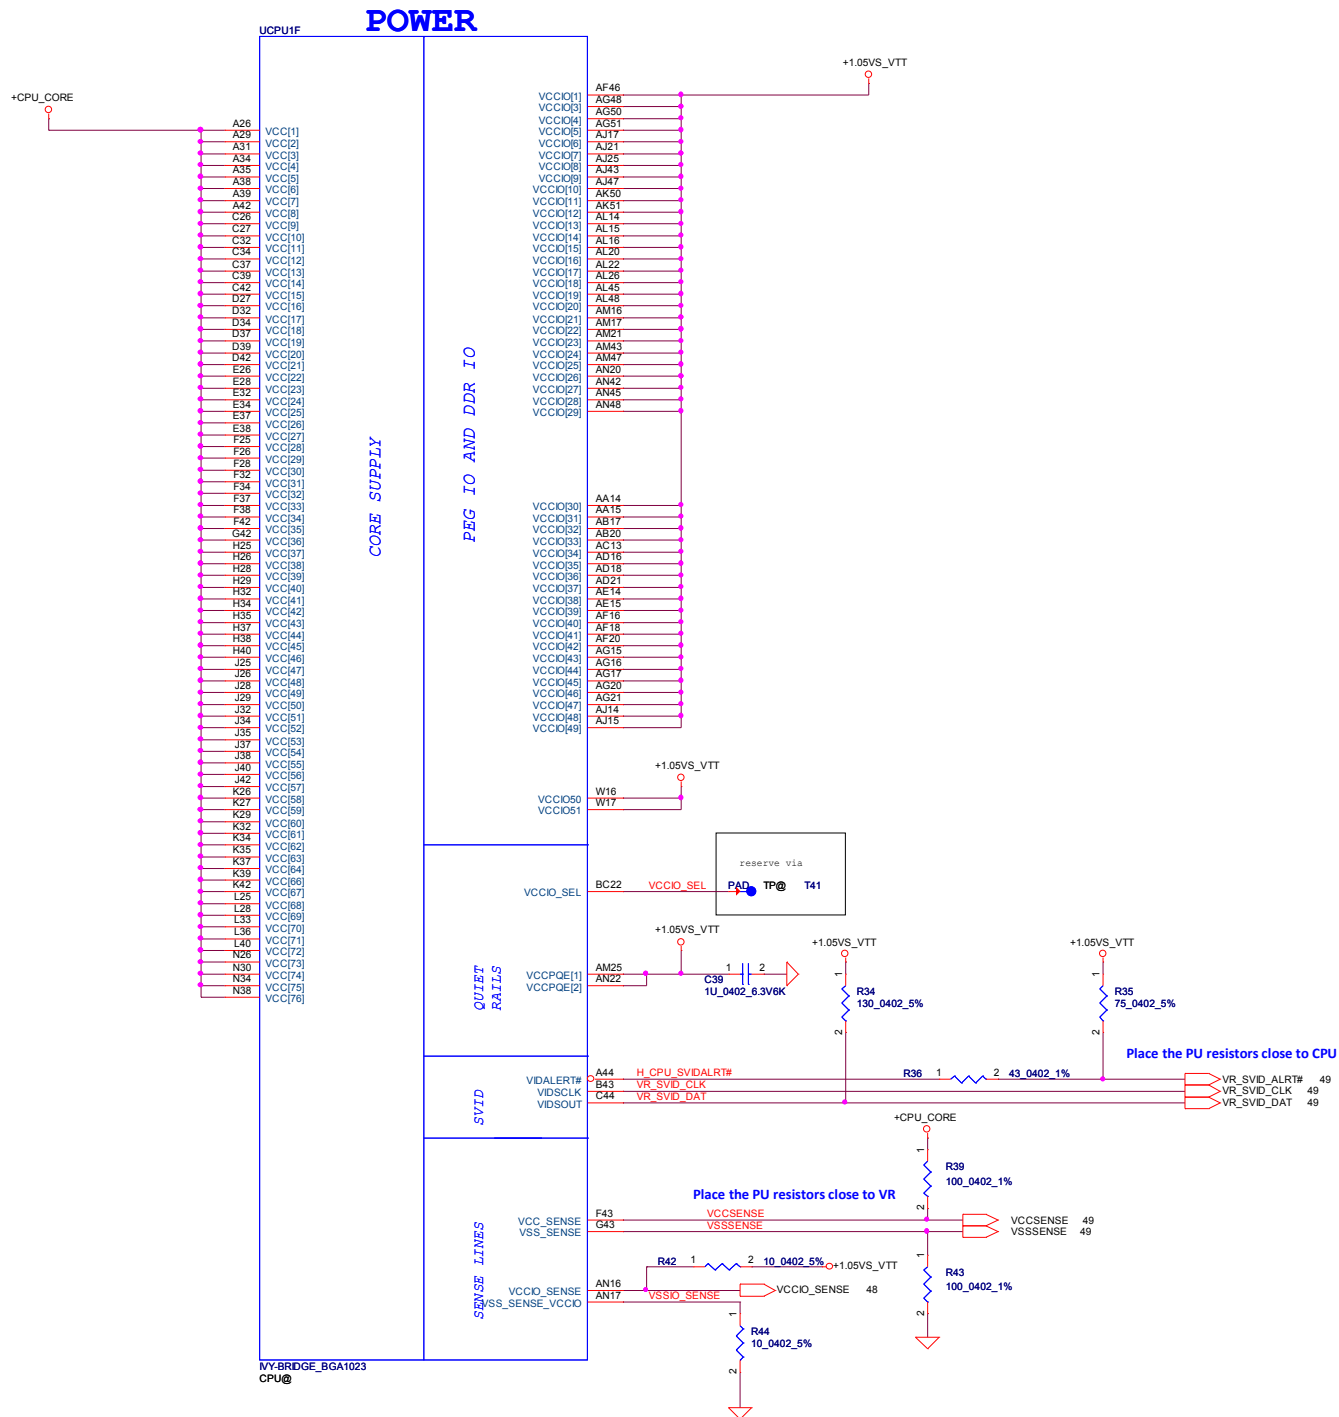 POWER
UCPU1F
+CPU_CORE
A26 VCC[1]
A29 VCC[2]
A31 VCC[3]
A34 VCC[4]
A35 VCC[5]
A38 VCC[6]
A39 VCC[7]
A42 VCC[8]
C26 VCC[9]
C27 VCC[10]
C32 VCC[11]
C34 VCC[12]
C37 VCC[13]
C39 VCC[14]
C42 VCC[15]
D27 VCC[16]
D32 VCC[17]
D34 VCC[18]
D37 VCC[19]
D39 VCC[20]
D42 VCC[21]
E26 VCC[22]
E28 VCC[23]
E32 VCC[24]
E34 VCC[25]
E37 VCC[26]
E38 VCC[27]
F25 VCC[28]
F26 VCC[29]
F28 VCC[30]
F32 VCC[31]
F34 VCC[32]
F37 VCC[33]
F38 VCC[34]
F42 VCC[35]
G42 VCC[36]
H25 VCC[37]
H26 VCC[38]
H28 VCC[39]
H29 VCC[40]
H32 VCC[41]
H34 VCC[42]
H35 VCC[43]
H37 VCC[44]
H38 VCC[45]
H40 VCC[46]
J25 VCC[47]
J26 VCC[48]
J28 VCC[49]
J29 VCC[50]
J32 VCC[51]
J34 VCC[52]
J35 VCC[53]
J37 VCC[54]
J38 VCC[55]
J40 VCC[56]
J42 VCC[57]
K26 VCC[58]
K27 VCC[59]
K29 VCC[60]
K32 VCC[61]
K34 VCC[62]
K35 VCC[63]
K37 VCC[64]
K39 VCC[66]
K42 VCC[67]
L25 VCC[68]
L28 VCC[69]
L33 VCC[70]
L36 VCC[71]
L40 VCC[72]
N26 VCC[73]
N30 VCC[74]
N34 VCC[75]
N38 VCC[76]
CORE SUPPLY
PEG IO AND DDR IO
+1.05VS_VTT
VCCIO[1] AF46
VCCIO[3] AG48
VCCIO[4] AG50
VCCIO[5] AG51
VCCIO[6] AJ17
VCCIO[7] AJ21
VCCIO[8] AJ25
VCCIO[9] AJ43
VCCIO[10] AJ47
VCCIO[11] AK50
VCCIO[12] AK51
VCCIO[13] AL14
VCCIO[14] AL15
VCCIO[15] AL16
VCCIO[16] AL20
VCCIO[17] AL22
VCCIO[18] AL26
VCCIO[19] AL45
VCCIO[20] AL48
VCCIO[21] AM16
VCCIO[22] AM17
VCCIO[23] AM21
VCCIO[24] AM43
VCCIO[25] AM47
VCCIO[26] AN20
VCCIO[27] AN42
VCCIO[28] AN45
VCCIO[29] AN48
VCCIO[30] AA14
VCCIO[31] AA15
VCCIO[32] AB17
VCCIO[33] AB20
VCCIO[34] AC13
VCCIO[35] AD16
VCCIO[36] AD18
VCCIO[37] AD21
VCCIO[38] AE14
VCCIO[39] AE15
VCCIO[40] AF16
VCCIO[41] AF18
VCCIO[42] AF20
VCCIO[43] AG15
VCCIO[44] AG16
VCCIO[45] AG17
VCCIO[46] AG20
VCCIO[47] AG21
VCCIO[48] AJ14
VCCIO[49] AJ15
+1.05VS_VTT
VCCIO50 W16
VCCIO51 W17
reserve via
VCCIO_SEL BC22 VCCIO_SEL PAD TP@ T41
+1.05VS_VTT
+1.05VS_VTT
+1.05VS_VTT
QUIET
RAILS
VCCPQE[1] AM25
VCCPQE[2] AN22
1 2
C39
1U_0402_6.3V6K
1
R34
130_0402_5%
2
1
R35
75_0402_5%
2
Place the PU resistors close to CPU
SVID
VIDALERT# A44 H_CPU_SVIDALRT# R36 1 2 43_0402_1% VR_SVID_ALRT# 49
VIDSCLK B43 VR_SVID_CLK VR_SVID_CLK 49
VIDSOUT C44 VR_SVID_DAT VR_SVID_DAT 49
+CPU_CORE
1
R39
100_0402_1%
2
Place the PU resistors close to VR
SENSE LINES
VCC_SENSE F43 VCCSENSE VCCSENSE 49
VSS_SENSE G43 VSSSENSE VSSSENSE 49
R42 1 2 10_0402_5% +1.05VS_VTT
1
R43
100_0402_1%
2
VCCIO_SENSE AN16 VCCIO_SENSE 48
VSS_SENSE_VCCIO AN17 VSSIO_SENSE
1
R44
10_0402_5%
2
IVY-BRIDGE_BGA1023
CPU@